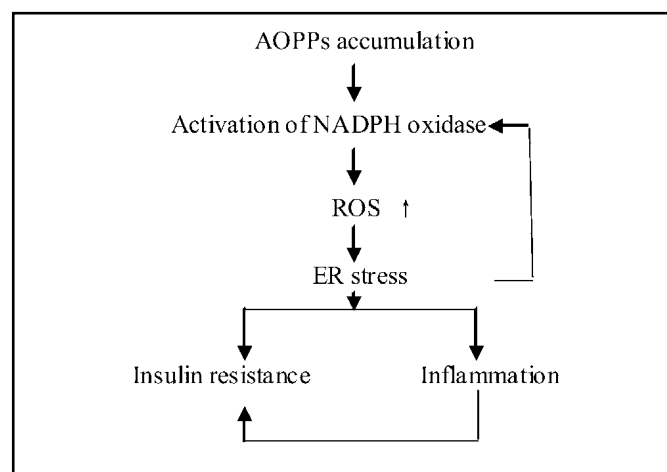 AOPPs accumulation
Activation of NADPH oxidase
ROS ↑
ER stress
Insulin resistance Inflammation